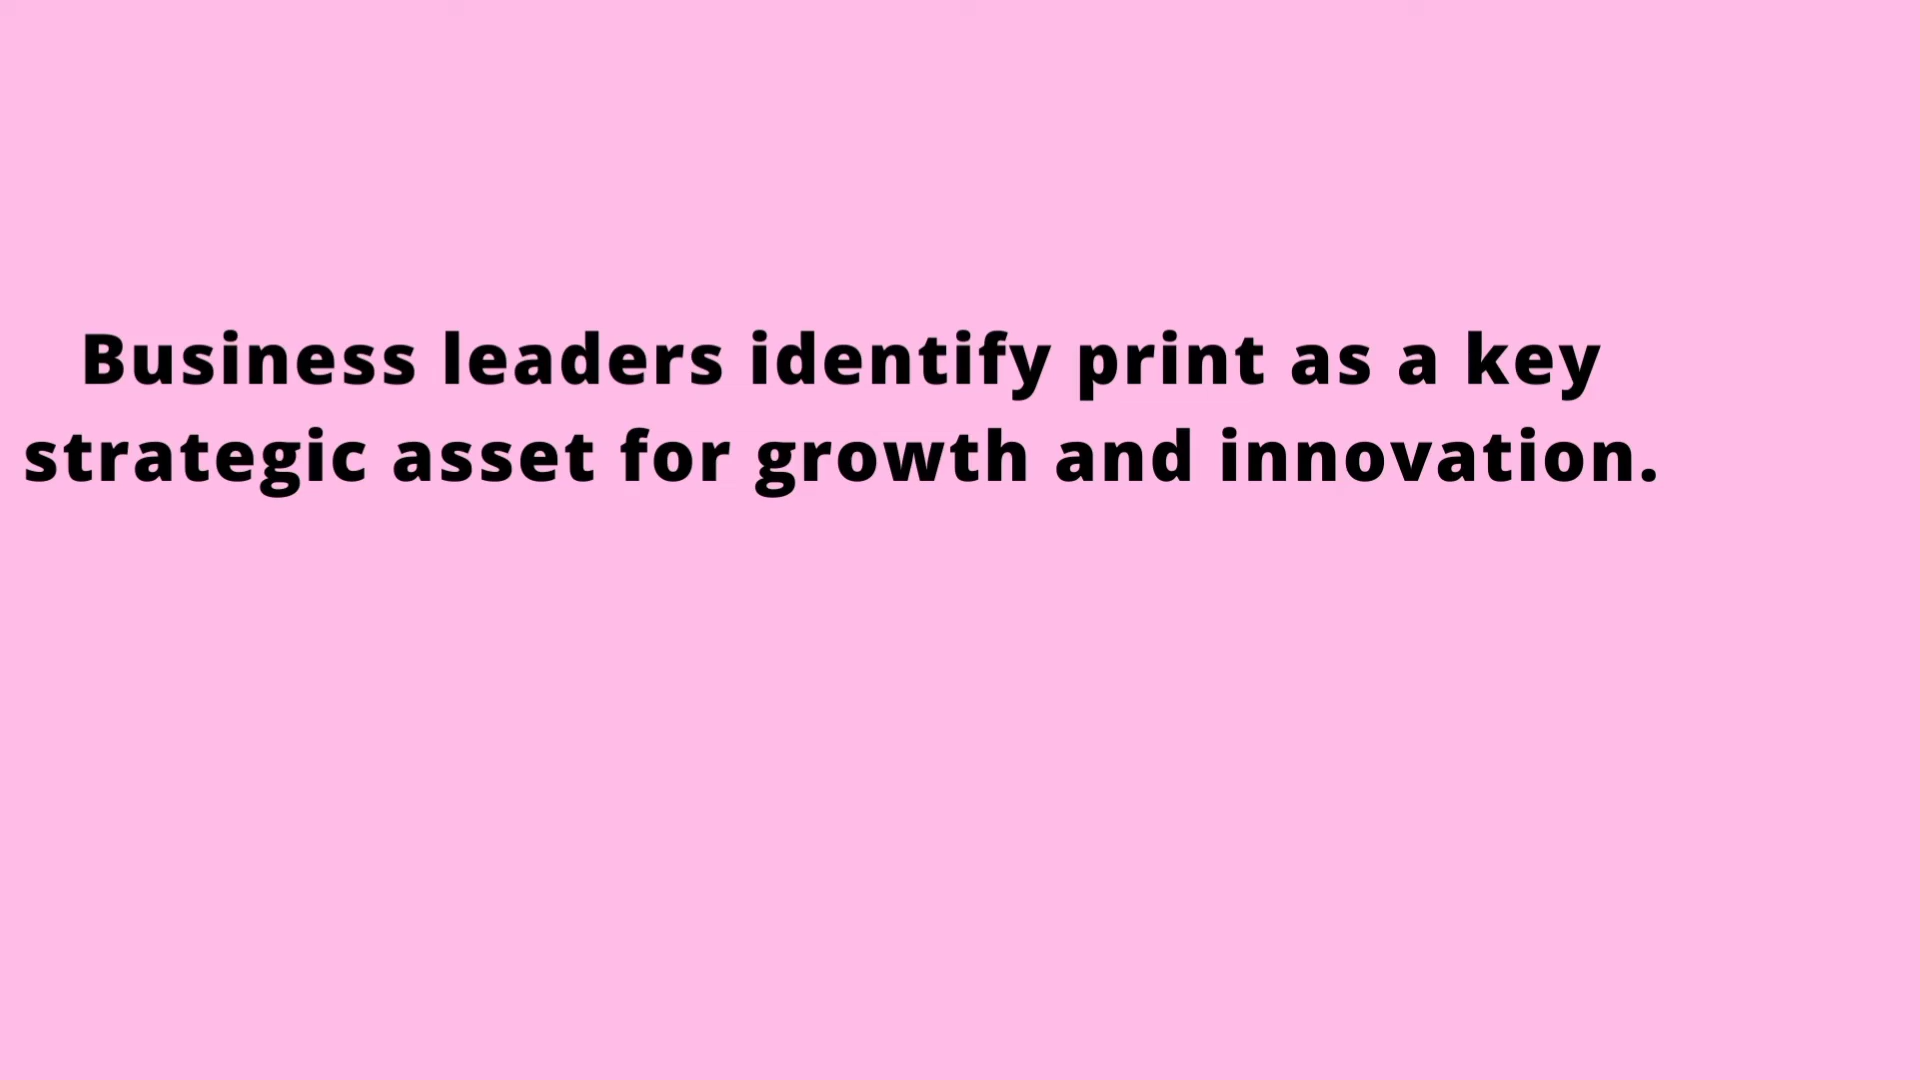 Business leaders identify print as a key
strategic asset for growth and innovation.